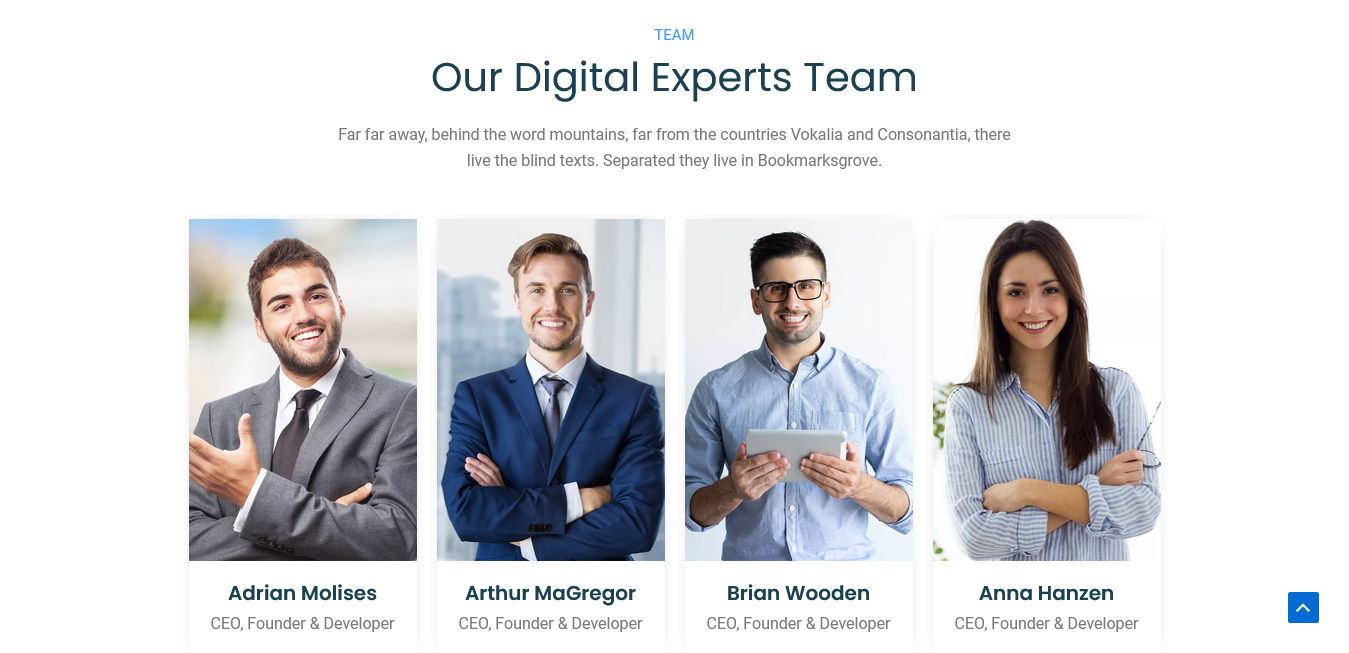 TEAM
Our Digital Experts Team
Far far away, behind the word mountains, far from the countries Vokalia and Consonantia, there
live the blind texts. Separated they live in Bookmarksgrove.
Adrian Molises
CEO, Founder & Developer
Arthur MaGregor
CEO, Founder & Developer
Brian Wooden
CEO, Founder & Developer
Anna Hanzen
CEO, Founder & Developer